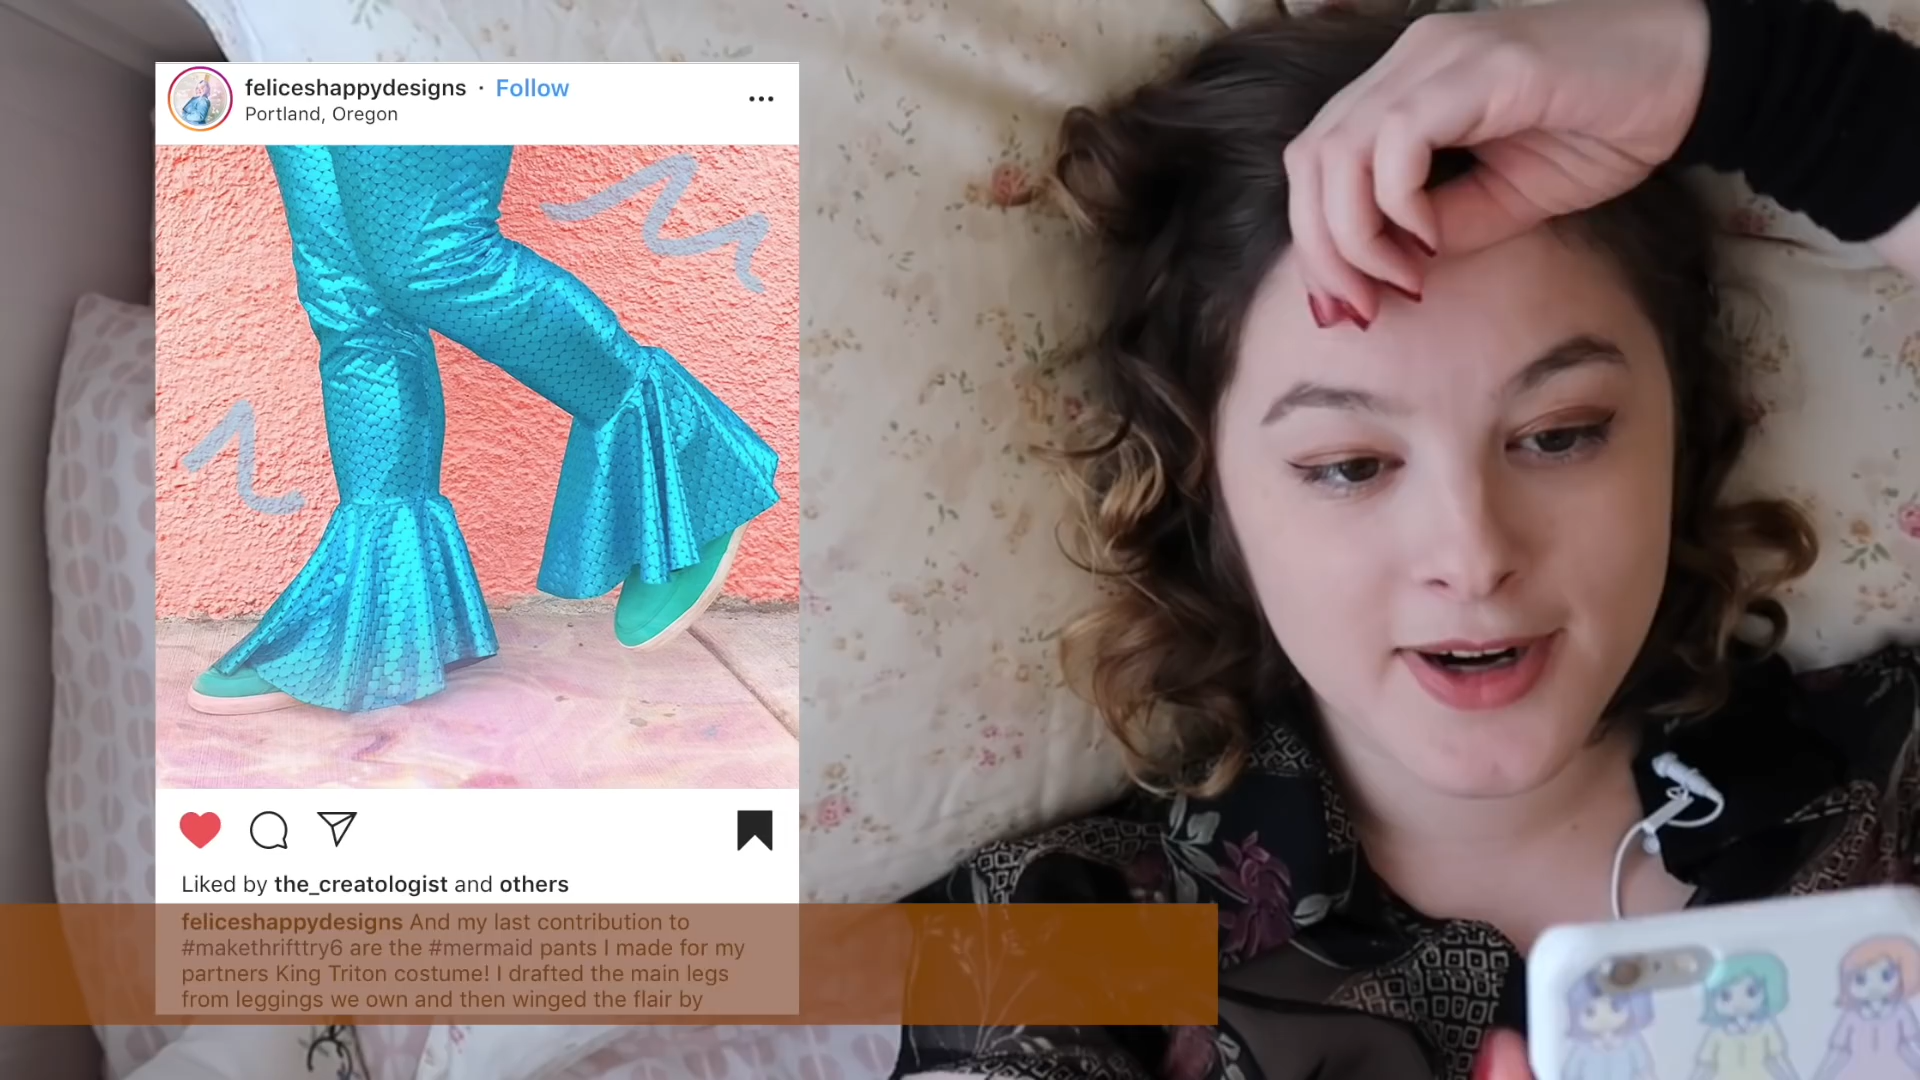 feliceshappydesigns · Follow
Portland, Oregon
Liked by the_creatologist and others
feliceshappydesigns And my last contribution to
#makethrifttry6 are the #mermaid pants I made for my
partners King Triton costume! I drafted the main legs
from leggings we own and then winged the flair by